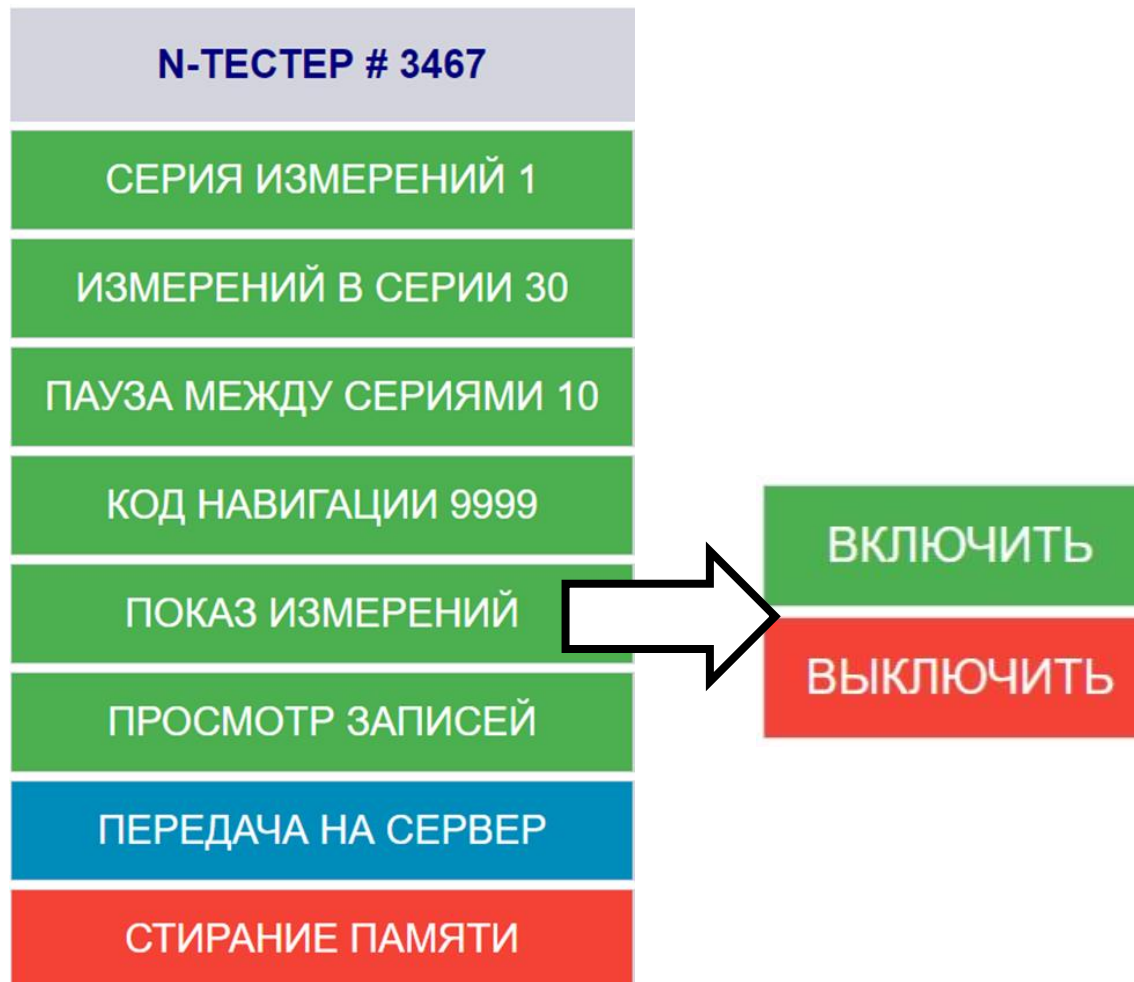 N-ТЕСТЕР # 3467
СЕРИЯ ИЗМЕРЕНИЙ 1
ИЗМЕРЕНИЙ В СЕРИИ 30
ПАУЗА МЕЖДУ СЕРИЯМИ 10
КОД НАВИГАЦИИ 9999
ПОКАЗ ИЗМЕРЕНИЙ
ПРОСМОТР ЗАПИСЕЙ
ПЕРЕДАЧА НА СЕРВЕР
СТИРАНИЕ ПАМЯТИ
ВКЛЮЧИТЬ
ВЫКЛЮЧИТЬ